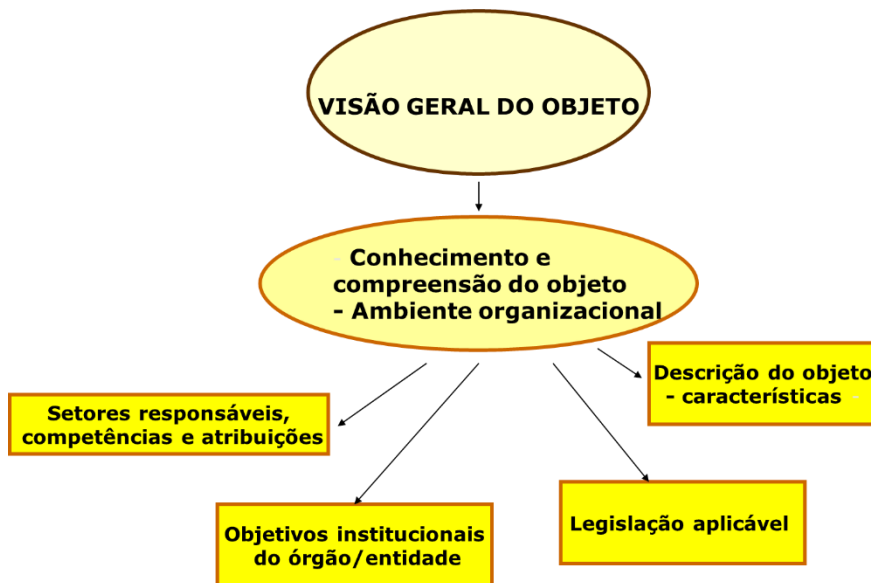 VISÃO GERAL DO OBJETO
- Conhecimento e
compreensão do objeto
- Ambiente organizacional
Descrição do objeto
- características -
Setores responsáveis,
competências e atribuições
Legislação aplicável
Objetivos institucionais
do órgão/entidade